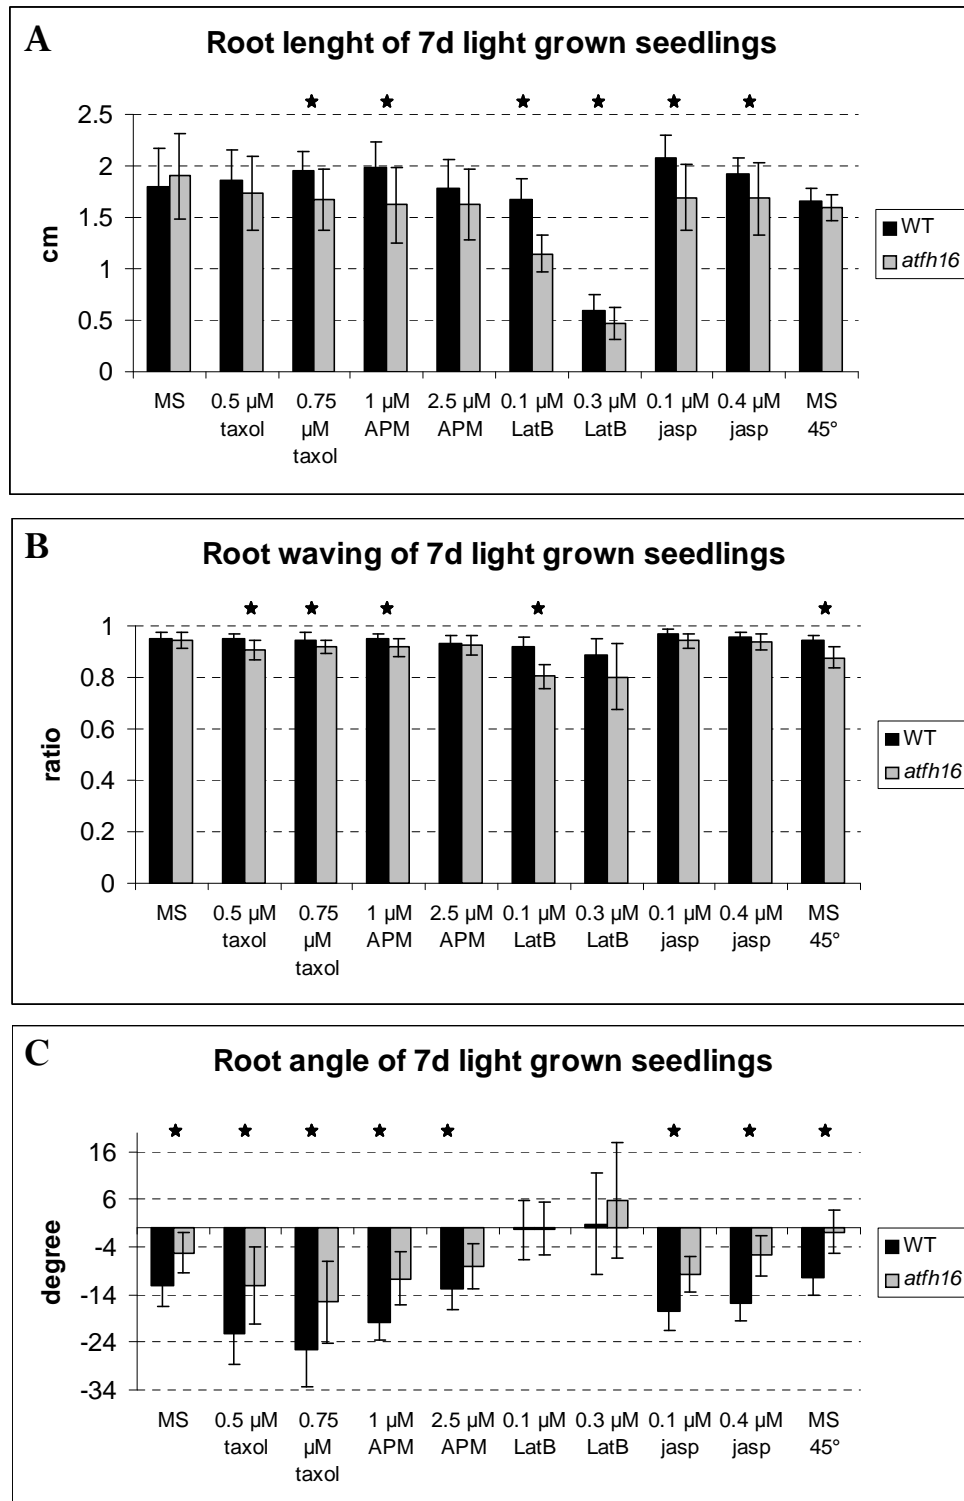 A
Root lenght of 7d light grown seedlings
2.5
2
1.5
1
0.5
0
cm
MS
0.5 µM
taxol
0.75
µM
taxol
1 µM
APM
2.5 µM
APM
0.1 µM
LatB
0.3 µM
LatB
0.1 µM
jasp
0.4 µM
jasp
MS
45°
WT
atfh16
B
Root waving of 7d light grown seedlings
1
0.8
0.6
0.4
0.2
0
ratio
MS
0.5 µM
taxol
0.75
µM
taxol
1 µM
APM
2.5 µM
APM
0.1 µM
LatB
0.3 µM
LatB
0.1 µM
jasp
0.4 µM
jasp
MS
45°
WT
atfh16
C
Root angle of 7d light grown seedlings
16
6
-4
-14
-24
-34
degree
MS
0.5 µM
taxol
0.75
µM
taxol
1 µM
APM
2.5 µM
APM
0.1 µM
LatB
0.3 µM
LatB
0.1 µM
jasp
0.4 µM
jasp
MS
45°
WT
atfh16